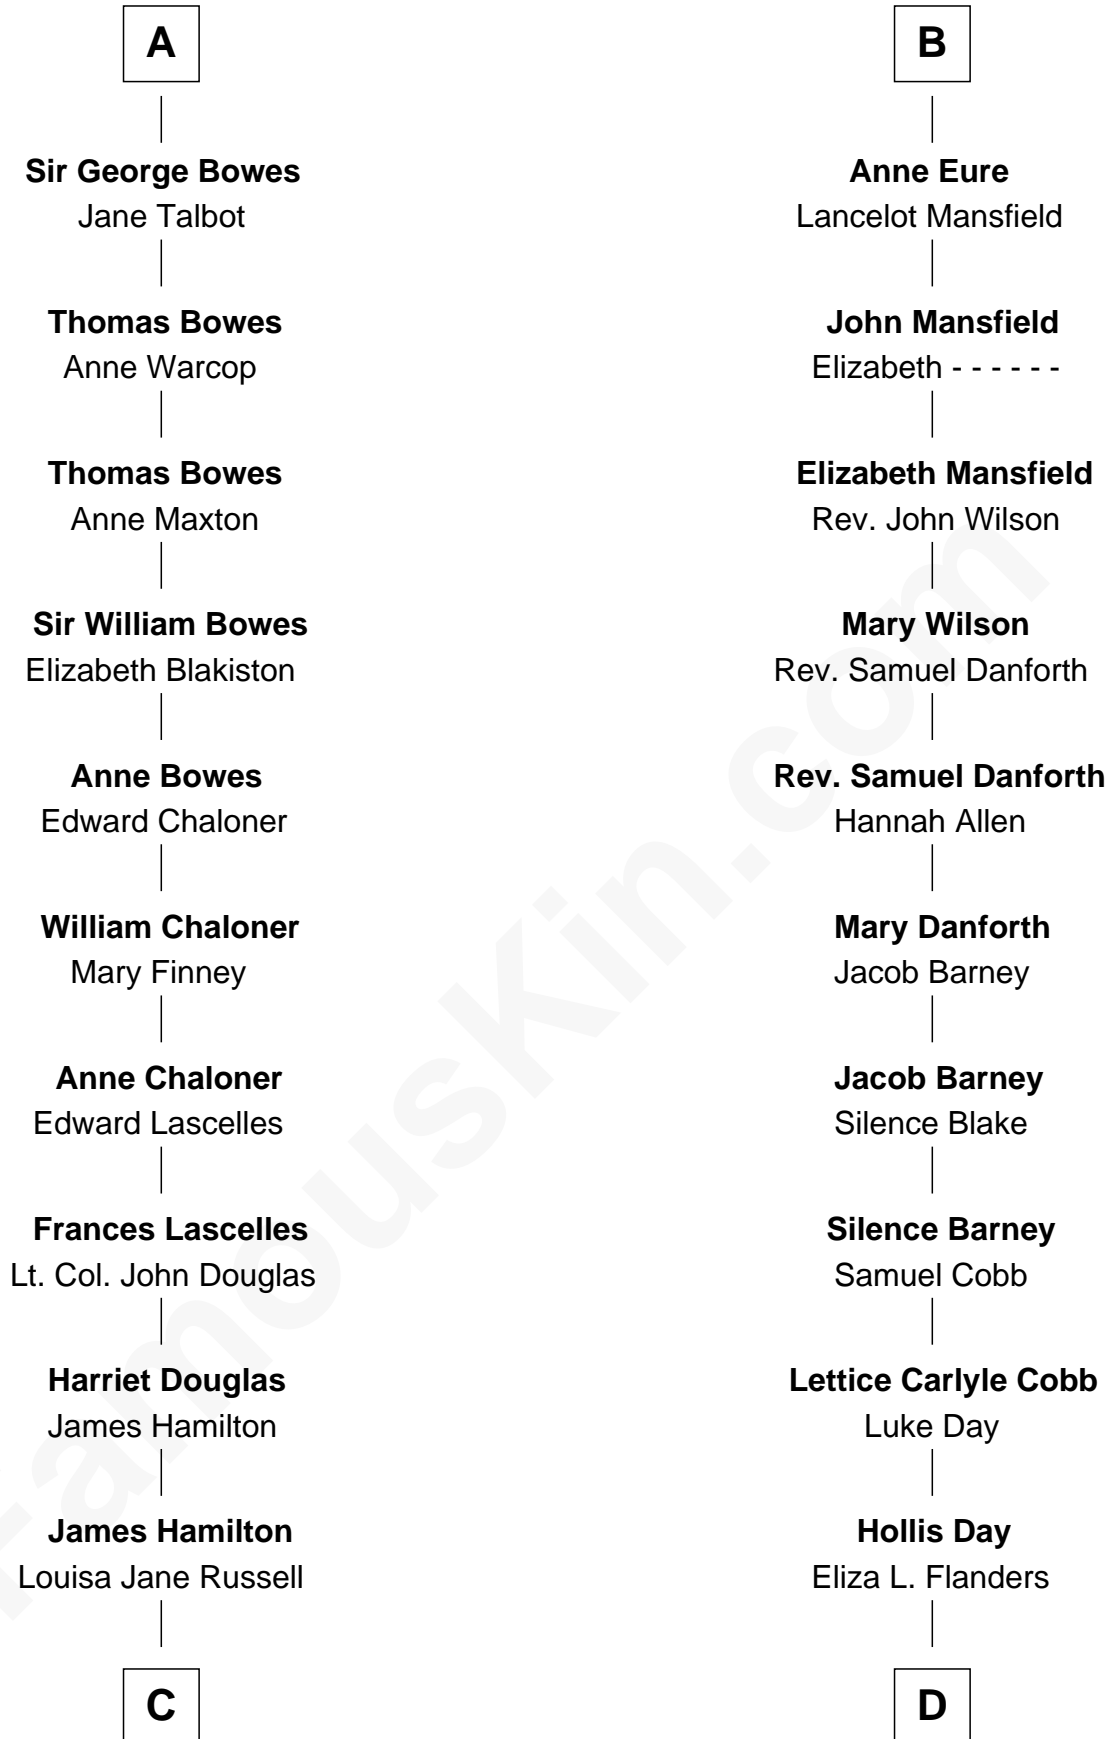 A
Sir George Bowes
Jane Talbot
Thomas Bowes
Anne Warcop
Thomas Bowes
Anne Maxton
Sir William Bowes
Elizabeth Blakiston
Anne Bowes
Edward Chaloner
William Chaloner
Mary Finney
Anne Chaloner
Edward Lascelles
Frances Lascelles
Lt. Col. John Douglas
Harriet Douglas
James Hamilton
James Hamilton
Louisa Jane Russell
C
B
Anne Eure
Lancelot Mansfield
John Mansfield
Elizabeth - - - - - -
Elizabeth Mansfield
Rev. John Wilson
Mary Wilson
Rev. Samuel Danforth
Rev. Samuel Danforth
Hannah Allen
Mary Danforth
Jacob Barney
Jacob Barney
Silence Blake
Silence Barney
Samuel Cobb
Lettice Carlyle Cobb
Luke Day
Hollis Day
Eliza L. Flanders
D
FamousKin.com